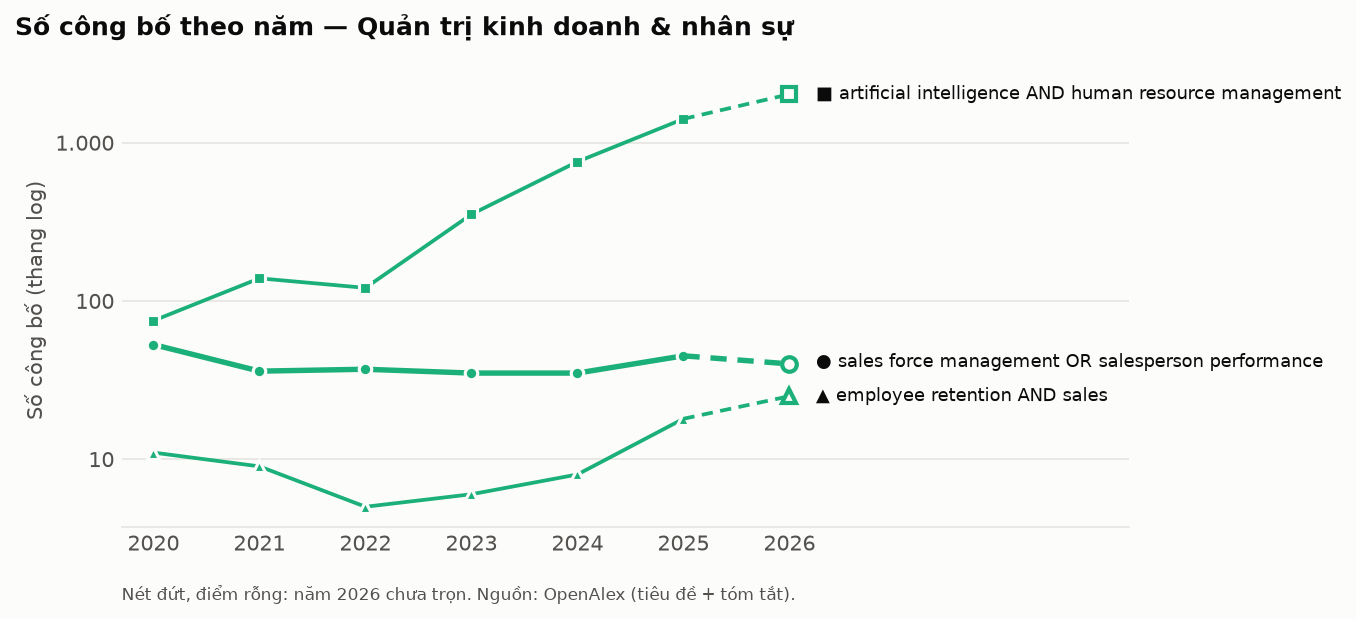 Số công bố theo năm — Quản trị kinh doanh & nhân sự
■ artificial intelligence AND human resource management
1.000
Số công bố (thang log)
100
● sales force management OR salesperson performance
▲ employee retention AND sales
10
2020 2021 2022 2023 2024 2025 2026
Nét đứt, điểm rỗng: năm 2026 chưa trọn. Nguồn: OpenAlex (tiêu đề + tóm tắt).